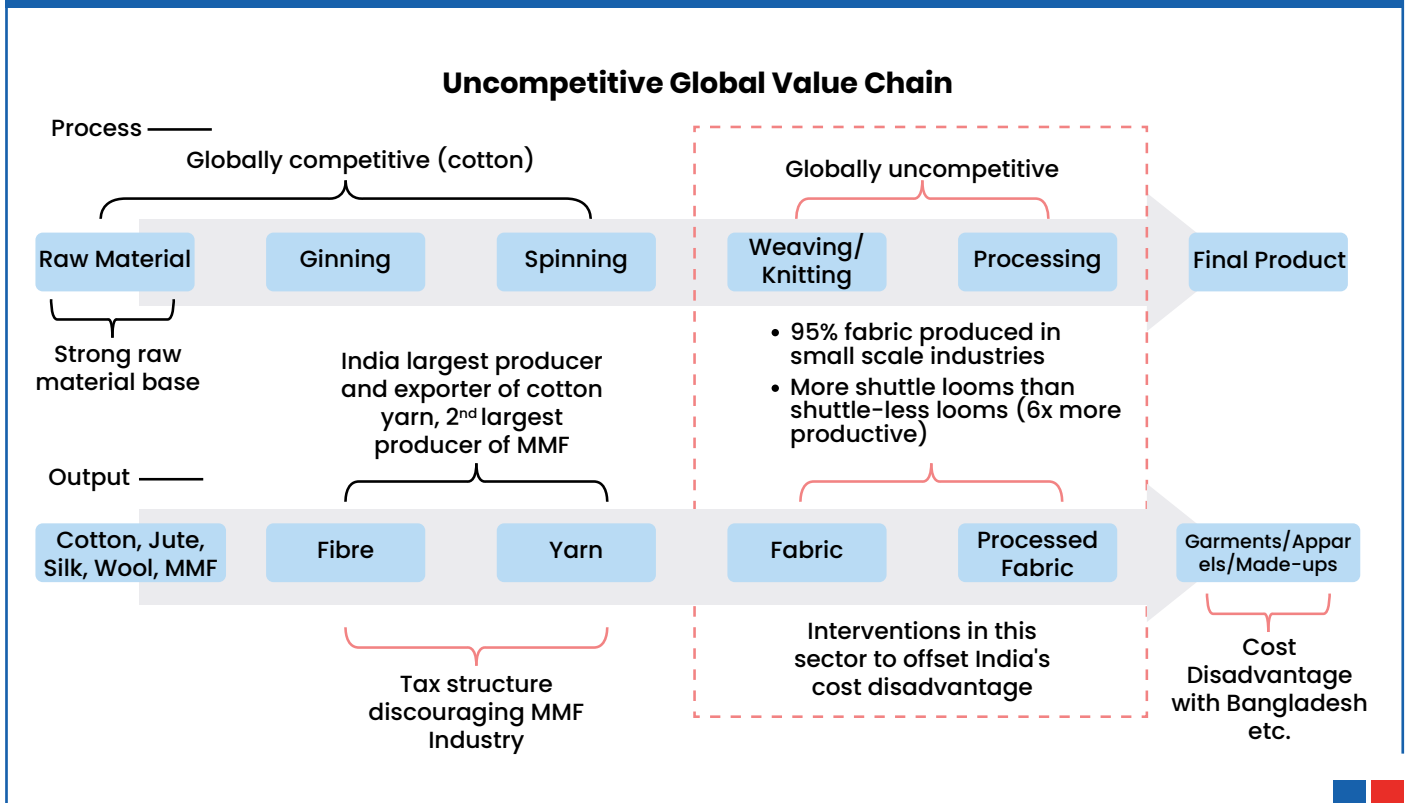 Uncompetitive Global Value Chain
Process
Globally competitive (cotton)
Globally uncompetitive
Raw Material
Ginning
Spinning
Weaving/
Knitting
Processing
Final Product
Strong raw
material base
India largest producer
and exporter of cotton
yarn, 2nd largest
producer of MMF
• 95% fabric produced in
small scale industries
• More shuttle looms than
shuttle-less looms (6x more
productive)
Output
Cotton, Jute,
Silk, Wool, MMF
Fibre
Yarn
Fabric
Processed
Fabric
Garments/Appar
els/Made-ups
Tax structure
discouraging MMF
Industry
Interventions in this
sector to offset India's
cost disadvantage
Cost
Disadvantage
with Bangladesh
etc.